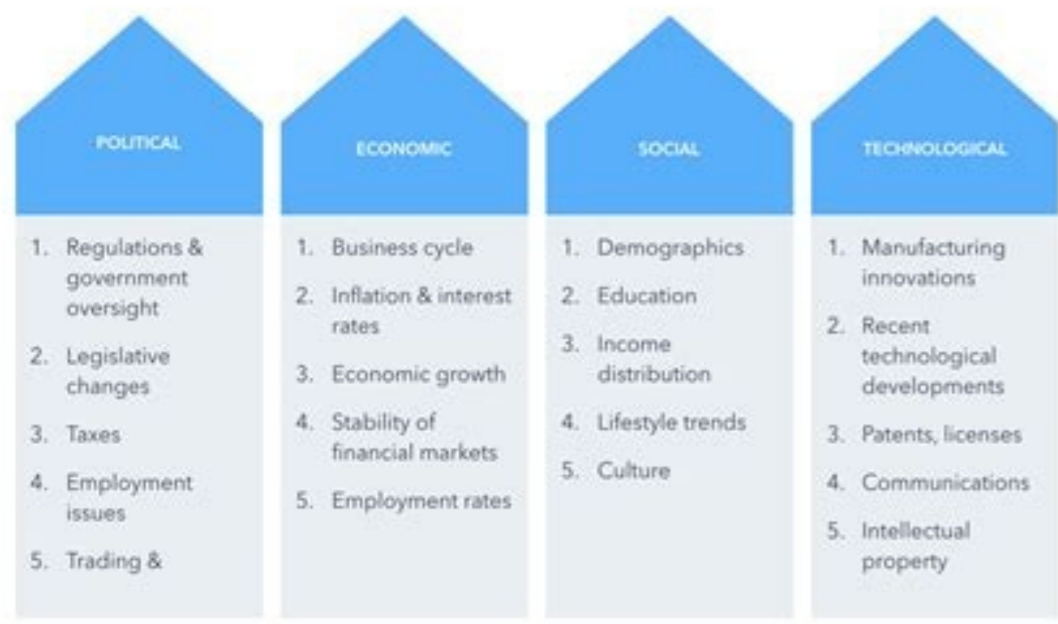 POLITICAL
1. Regulations &
government
oversight
2. Legislative
changes
3. Taxes
4. Employment
issues
5. Trading &
ECONOMIC
1. Business cycle
2. Inflation & interest
rates
3. Economic growth
4. Stability of
financial markets
5. Employment rates
SOCIAL
1. Demographics
2. Education
3. Income
distribution
4. Lifestyle trends
5. Culture
TECHNOLOGICAL
1. Manufacturing
innovations
2. Recent
technological
developments
3. Patents, licenses
4. Communications
5. Intellectual
property